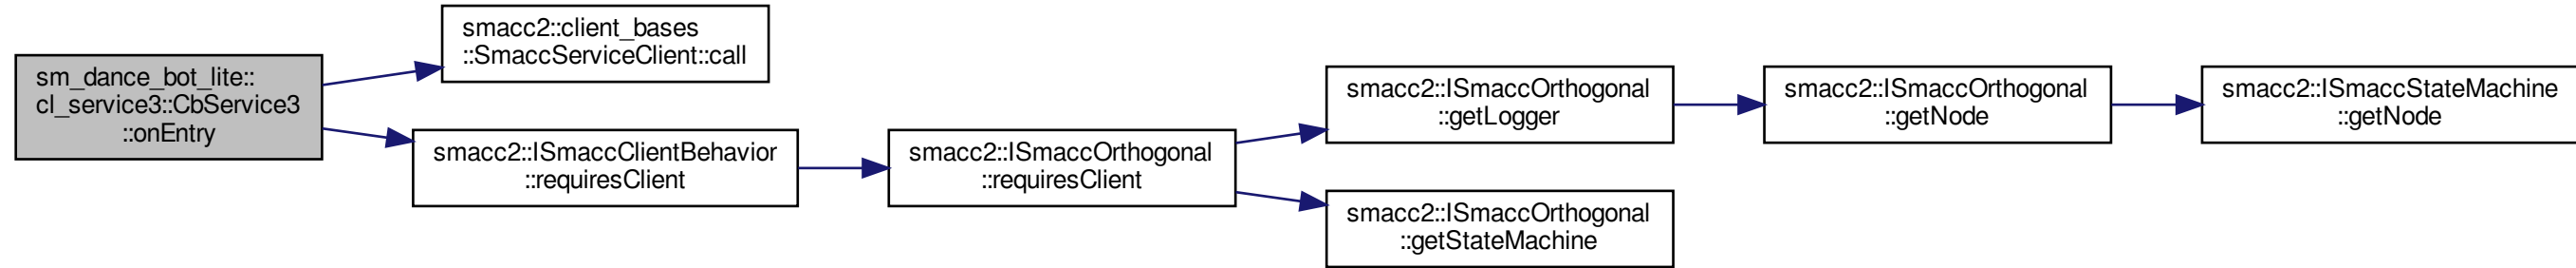 sm_dance_bot_lite::
cl_service3::CbService3
::onEntry
smacc2::client_bases
::SmaccServiceClient::call
smacc2::ISmaccClientBehavior
::requiresClient
smacc2::ISmaccOrthogonal
::requiresClient
smacc2::ISmaccOrthogonal
::getLogger
smacc2::ISmaccOrthogonal
::getNode
smacc2::ISmaccStateMachine
::getNode
smacc2::ISmaccOrthogonal
::getStateMachine